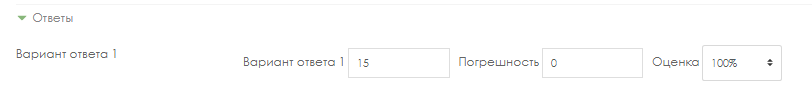 Ответы
Вариант ответа 1
Вариант ответа 1 15 Погрешность 0 Оценка 100%